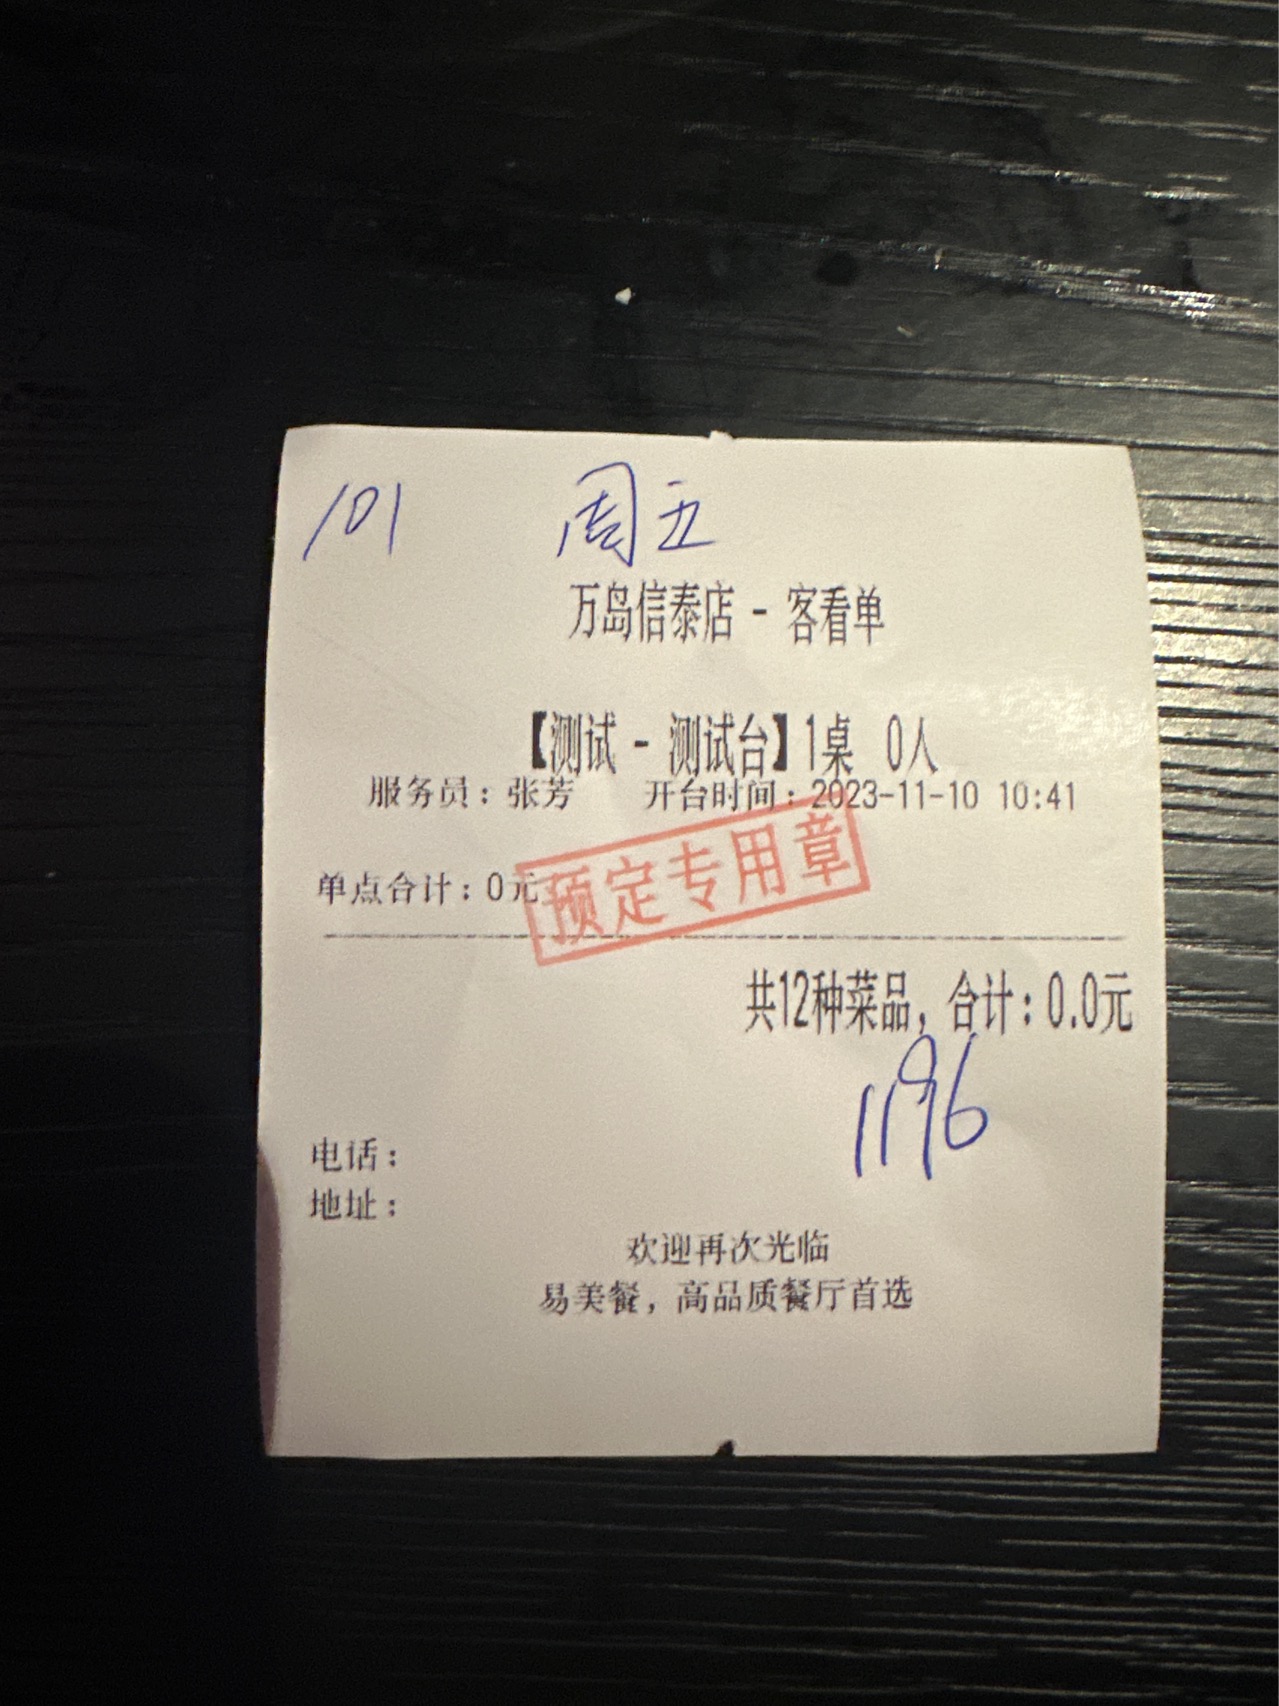 101 周五
万岛信泰店 - 客看单
【测试 - 测试台】1桌 0人
服务员：张芳 开台时间：2023-11-10 10:41
预定专用章
单点合计：0元
共12种菜品，合计：0.0元
1196
电话：
地址：
欢迎再次光临
易美餐，高品质餐厅首选